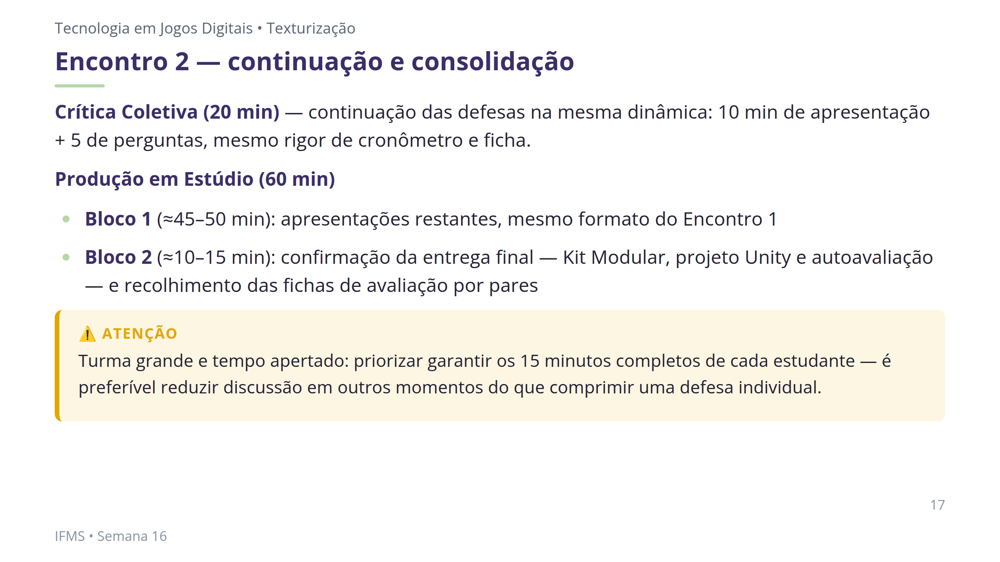 Tecnologia em Jogos Digitais • Texturização
Encontro 2 — continuação e consolidação
Crítica Coletiva (20 min) — continuação das defesas na mesma dinâmica: 10 min de apresentação
+ 5 de perguntas, mesmo rigor de cronômetro e ficha.
Produção em Estúdio (60 min)
• Bloco 1 (≈45–50 min): apresentações restantes, mesmo formato do Encontro 1
• Bloco 2 (≈10–15 min): confirmação da entrega final — Kit Modular, projeto Unity e autoavaliação
— e recolhimento das fichas de avaliação por pares
⚠️ ATENÇÃO
Turma grande e tempo apertado: priorizar garantir os 15 minutos completos de cada estudante — é
preferível reduzir discussão em outros momentos do que comprimir uma defesa individual.
17
IFMS • Semana 16